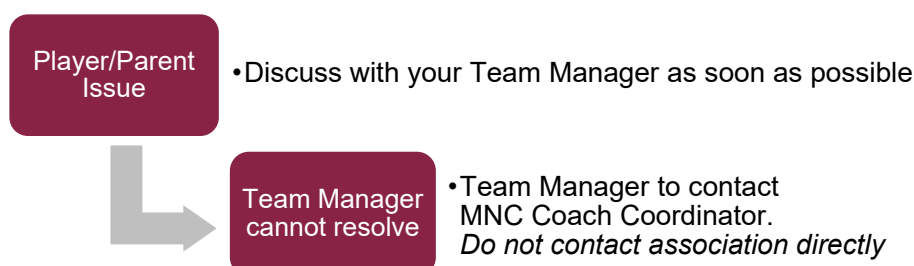 Player/Parent
Issue
•Discuss with your Team Manager as soon as possible
Team Manager
cannot resolve
•Team Manager to contact
MNC Coach Coordinator.
Do not contact association directly